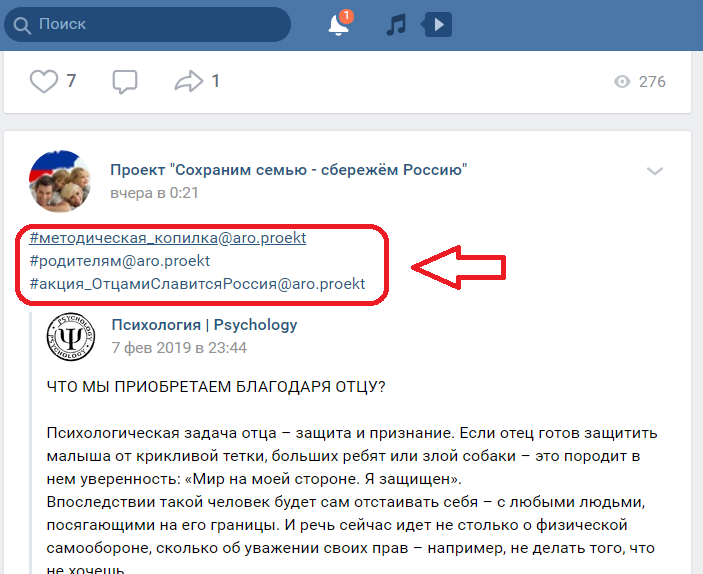 Поиск
1
7
1
276
Проект "Сохраним семью - сбережём Россию"
вчера в 0:21
#методическая_копилка@aro.proekt
#родителям@aro.proekt
#акция_ОтцамиСлавитсяРоссия@aro.proekt
PSYCHOLOGY
PSYCHOLOGY
Психология | Psychology
7 фев 2019 в 23:44
ЧТО МЫ ПРИОБРЕТАЕМ БЛАГОДАРЯ ОТЦУ?
Психологическая задача отца – защита и признание. Если отец готов защитить
малыша от крикливой тетки, больших ребят или злой собаки – это породит в
нем уверенность: «Мир на моей стороне. Я защищен».
Впоследствии такой человек будет сам отстаивать себя – с любыми людьми,
посягающими на его границы. И речь сейчас идет не столько о физической
самообороне, сколько об уважении своих прав – например, не делать того, что
не хочешь